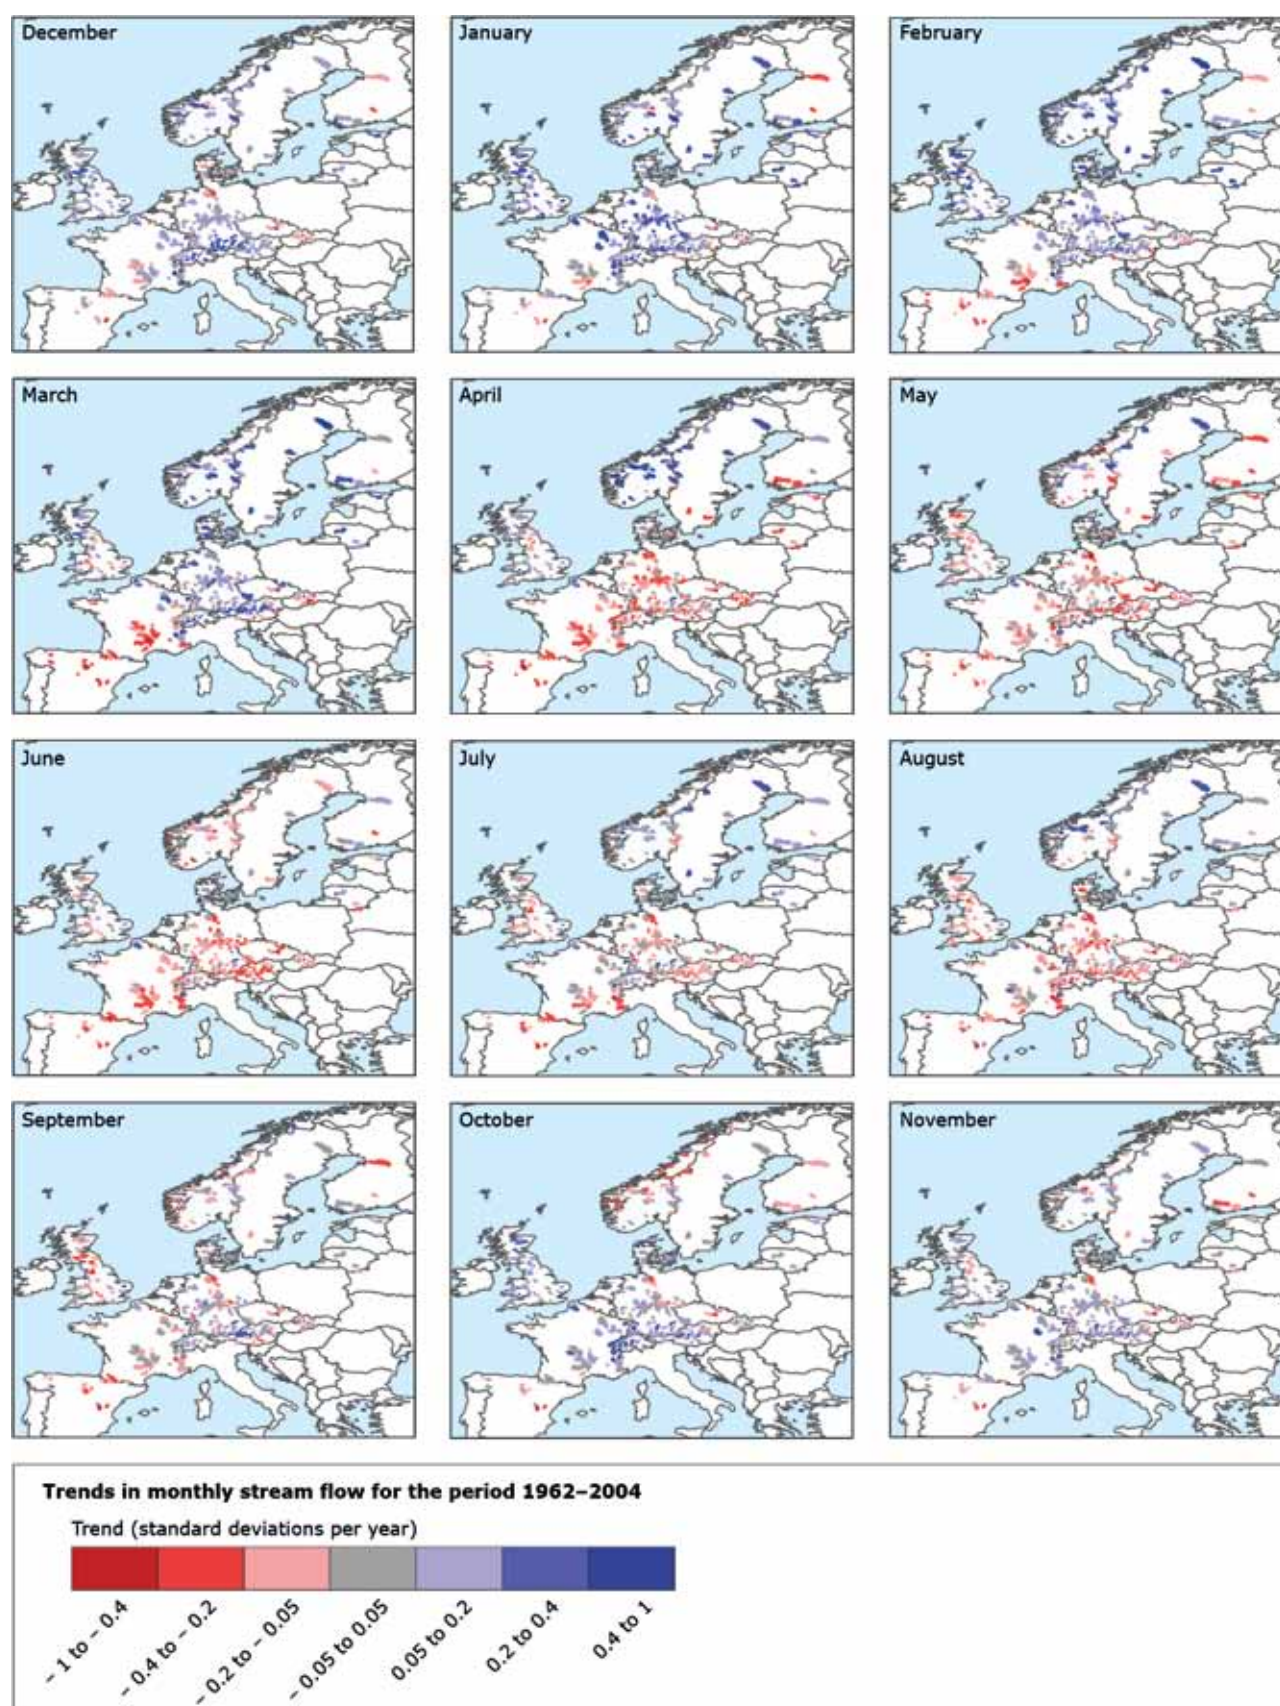 December
January
February
March
April
May
June
July
August
September
October
November
Trends in monthly stream flow for the period 1962–2004
Trend (standard deviations per year)
– 1 to – 0.4
– 0.4 to – 0.2
– 0.2 to – 0.05
– 0.05 to 0.05
0.05 to 0.2
0.2 to 0.4
0.4 to 1